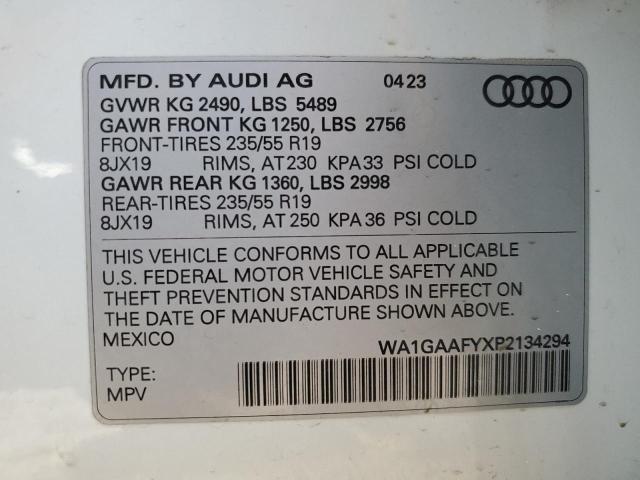 MFD. BY AUDI AG 04 23
GVWR KG 2490, LBS 5489
GAWR FRONT KG 1250, LBS 2756
FRONT-TIRES 235/55 R19
8JX19 RIMS, AT 230 KPA 33 PSI COLD
GAWR REAR KG 1360, LBS 2998
REAR-TIRES 235/55 R19
8JX19 RIMS, AT 250 KPA 36 PSI COLD
THIS VEHICLE CONFORMS TO ALL APPLICABLE
U.S. FEDERAL MOTOR VEHICLE SAFETY AND
THEFT PREVENTION STANDARDS IN EFFECT ON
THE DATE OF MANUFACTURE SHOWN ABOVE.
MEXICO WA1GAAFYXP2134294
TYPE:
MPV